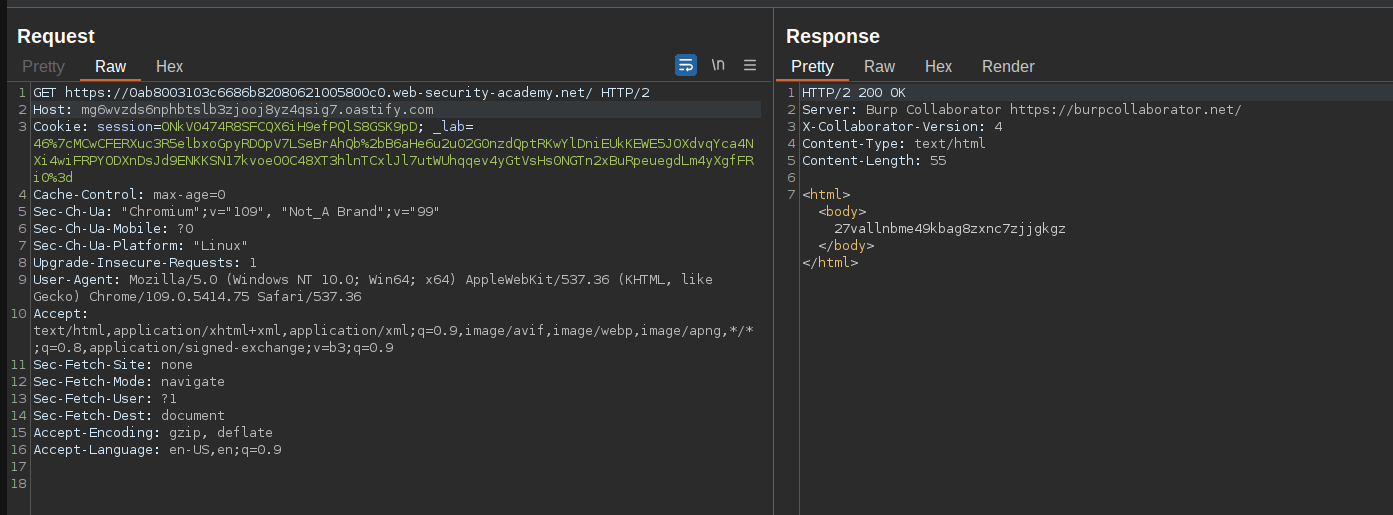 Request
Pretty Raw Hex \n
1 GET https://0ab8003103c6686b82080621005800c0.web-security-academy.net/ HTTP/2
2 Host: mg6wvzds6nphbtslb3zjooj8yz4qsig7.oastify.com
3 Cookie: session=ONkVO474R8SFCQX6iH9efPQlS8GSK9pD; _lab=
46%7cMCwCFERXuc3R5elbxoGpyRDOpV7LSeBrAhQb%2bB6aHe6u2uO2G0nzdQptRKwYlDniEUkKEWE5JOXdvqYca4N
Xi4wiFRPYODXnDsJd9ENKKSN17kvoeO0C48XT3hlnTCxlJl7utWUhqqev4yGtVsHs0NGTn2xBuRpeuegdLm4yXgfFR
i0%3d
4 Cache-Control: max-age=0
5 Sec-Ch-Ua: "Chromium";v="109", "Not_A Brand";v="99"
6 Sec-Ch-Ua-Mobile: ?0
7 Sec-Ch-Ua-Platform: "Linux"
8 Upgrade-Insecure-Requests: 1
9 User-Agent: Mozilla/5.0 (Windows NT 10.0; Win64; x64) AppleWebKit/537.36 (KHTML, like
Gecko) Chrome/109.0.5414.75 Safari/537.36
10 Accept:
text/html,application/xhtml+xml,application/xml;q=0.9,image/avif,image/webp,image/apng,*/*
;q=0.8,application/signed-exchange;v=b3;q=0.9
11 Sec-Fetch-Site: none
12 Sec-Fetch-Mode: navigate
13 Sec-Fetch-User: ?1
14 Sec-Fetch-Dest: document
15 Accept-Encoding: gzip, deflate
16 Accept-Language: en-US,en;q=0.9
17
18
Response
Pretty Raw Hex Render
1 HTTP/2 200 OK
2 Server: Burp Collaborator https://burpcollaborator.net/
3 X-Collaborator-Version: 4
4 Content-Type: text/html
5 Content-Length: 55
6
7 <html>
<body>
27vallnbme49kbag8zxnc7zjjgkgz
</body>
</html>